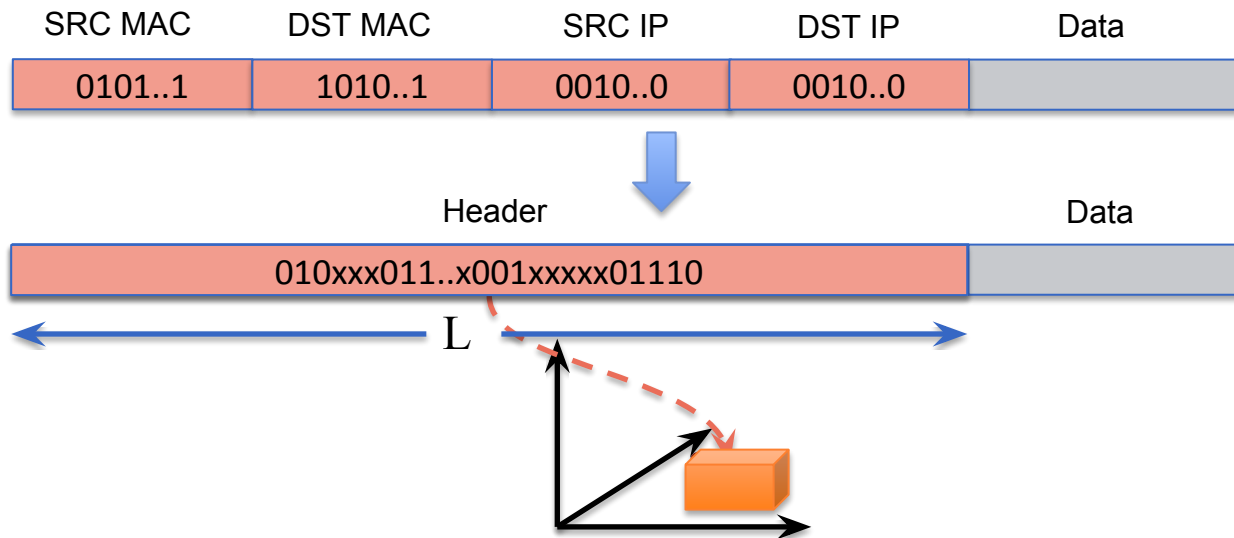 SRC MAC DST MAC SRC IP DST IP Data
0101..1 1010..1 0010..0 0010..0
Header Data
010xxx011..x001xxxxx01110
L